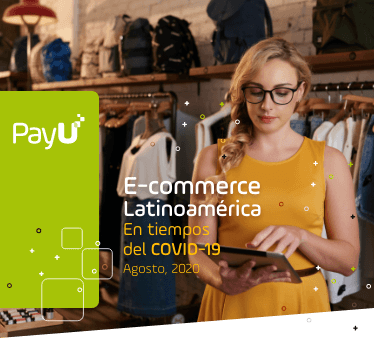 PayU
E-commerce
Latinoamérica
En tiempos
del COVID-19
Agosto, 2020